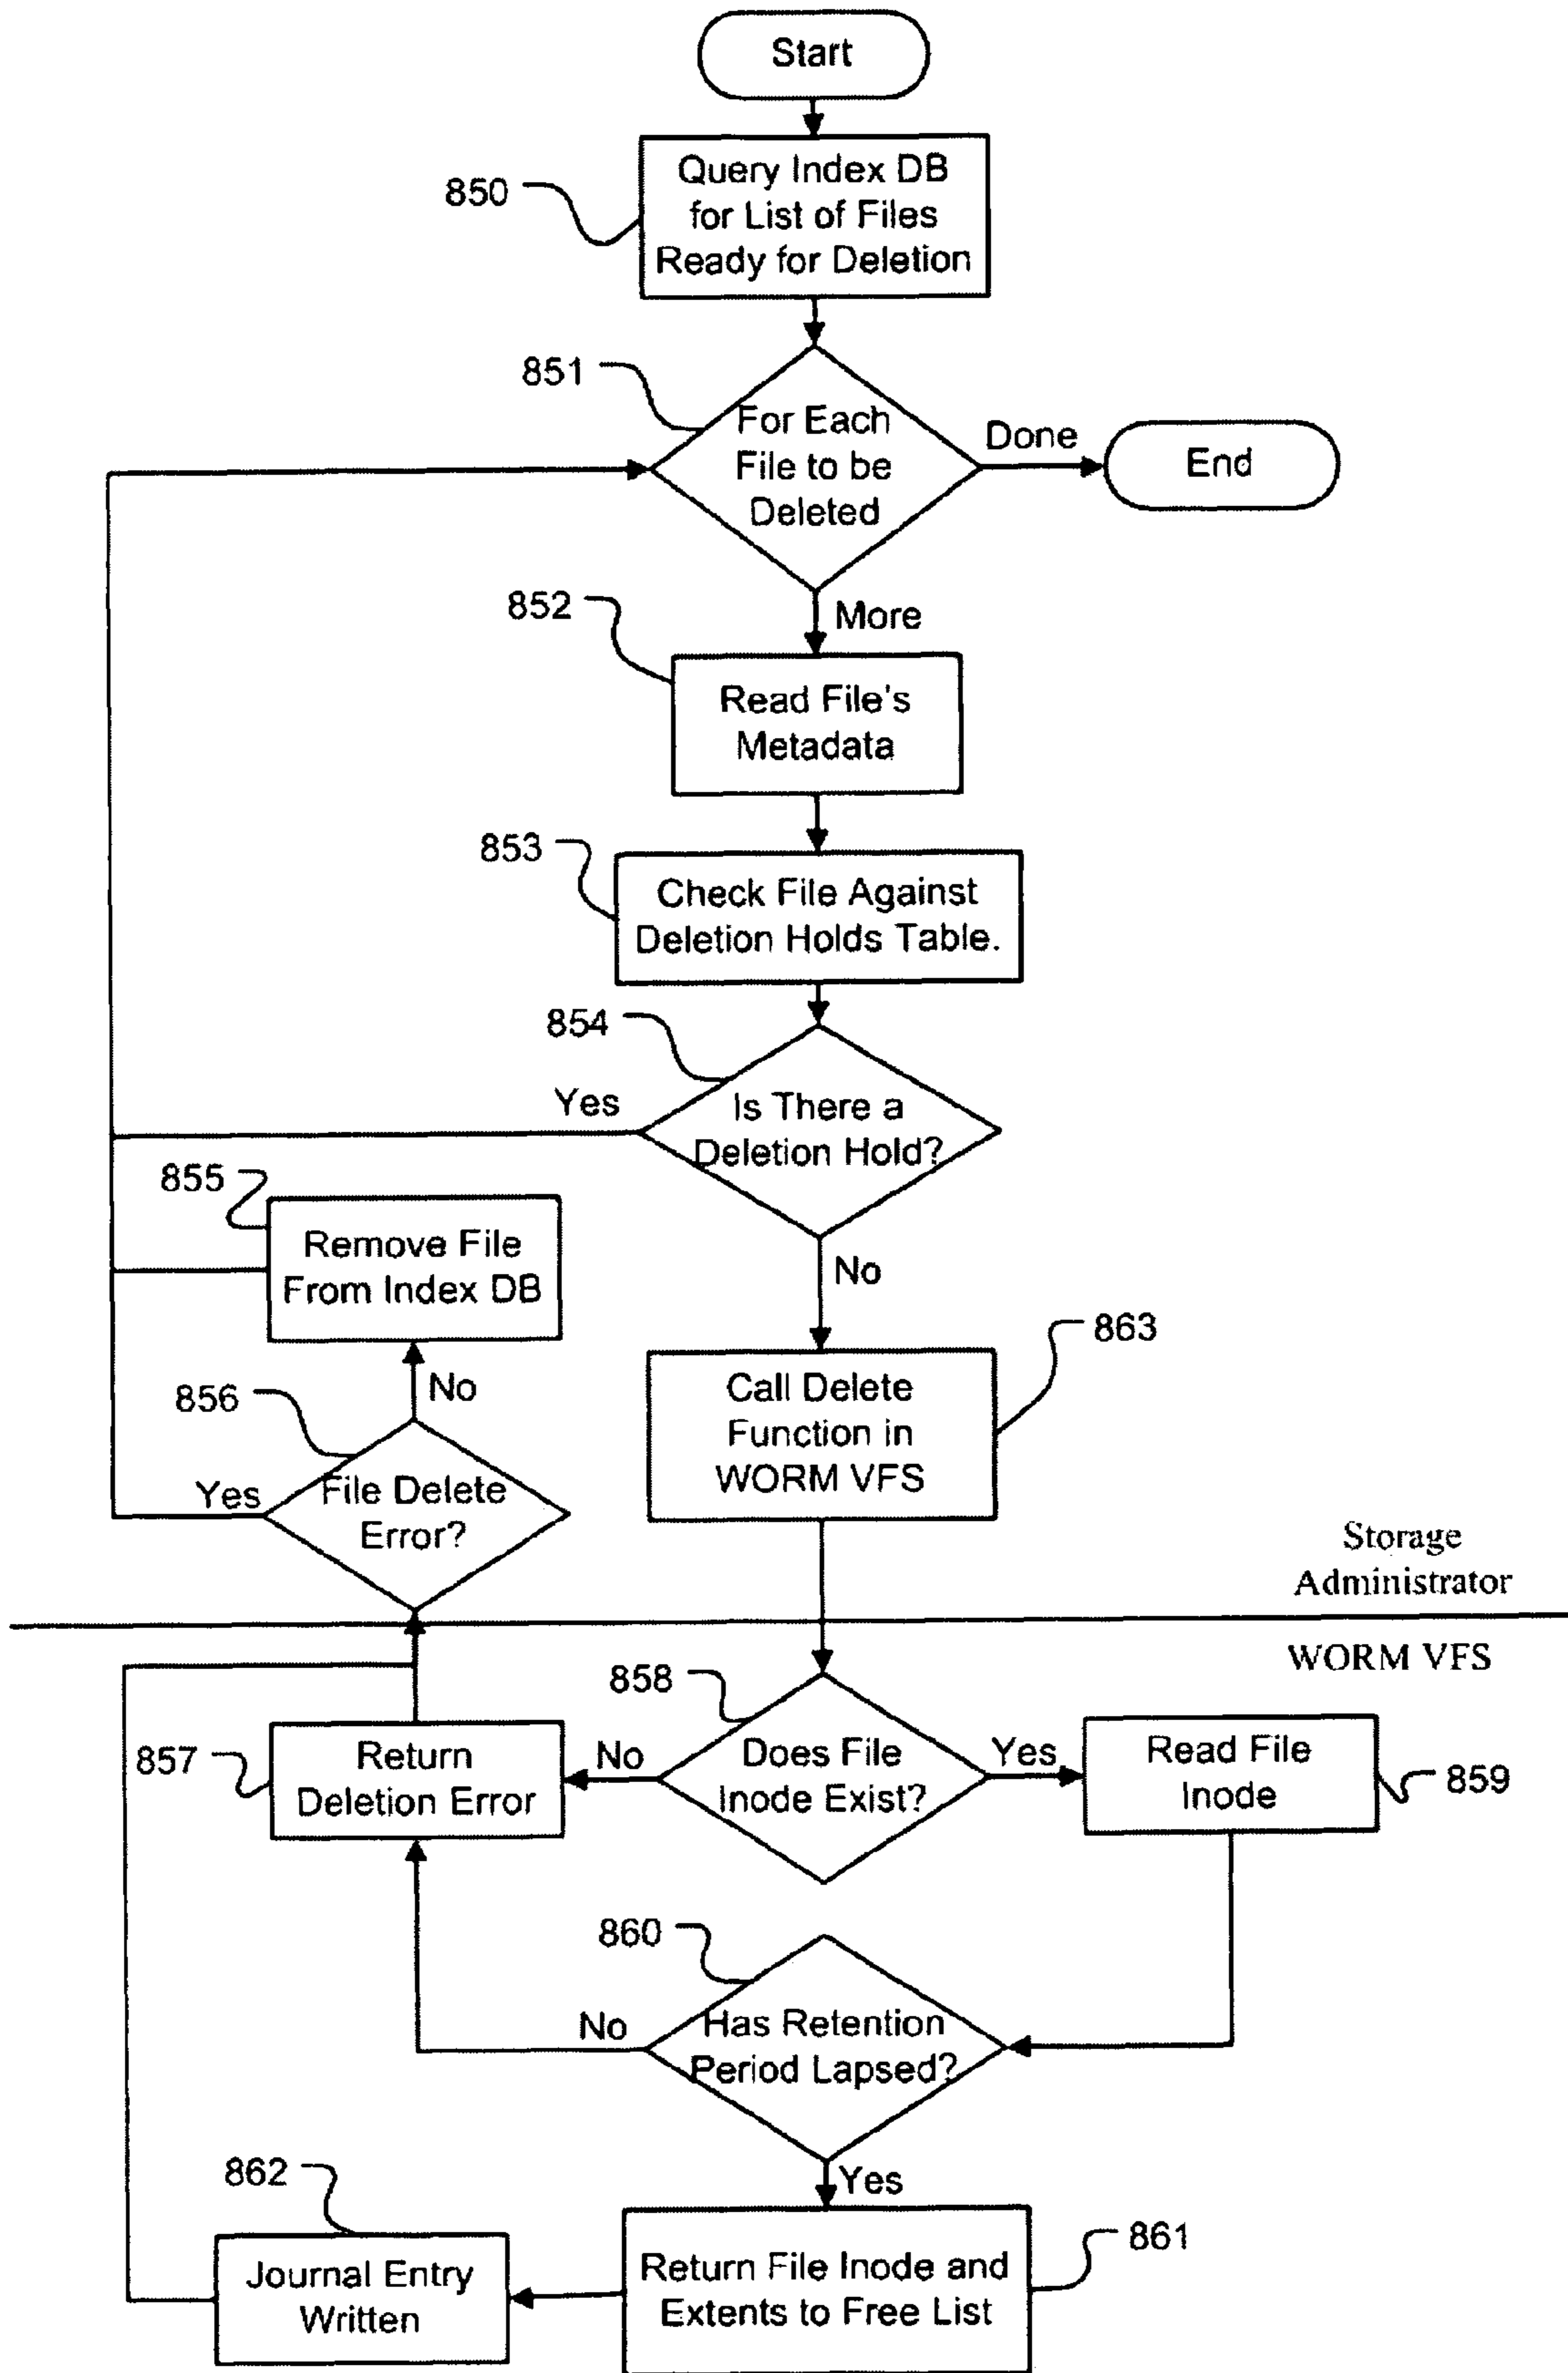 Start
850
Query Index DB
for List of Files
Ready for Deletion
851
For Each
File to be
Deleted
Done
End
852
More
Read File's
Metadata
853
Check File Against
Deletion Holds Table.
854
Yes
Is There a
Deletion Hold?
855
Remove File
From Index DB
No
863
856
No
Call Delete
Function in
WORM VFS
Yes
File Delete
Error?
Storage
Administrator
WORM VFS
858
857
Return
Deletion Error
No
Does File
Inode Exist?
Yes
Read File
Inode
859
860
No
Has Retention
Period Lapsed?
862
Yes
861
Journal Entry
Written
Return File Inode and
Extents to Free List